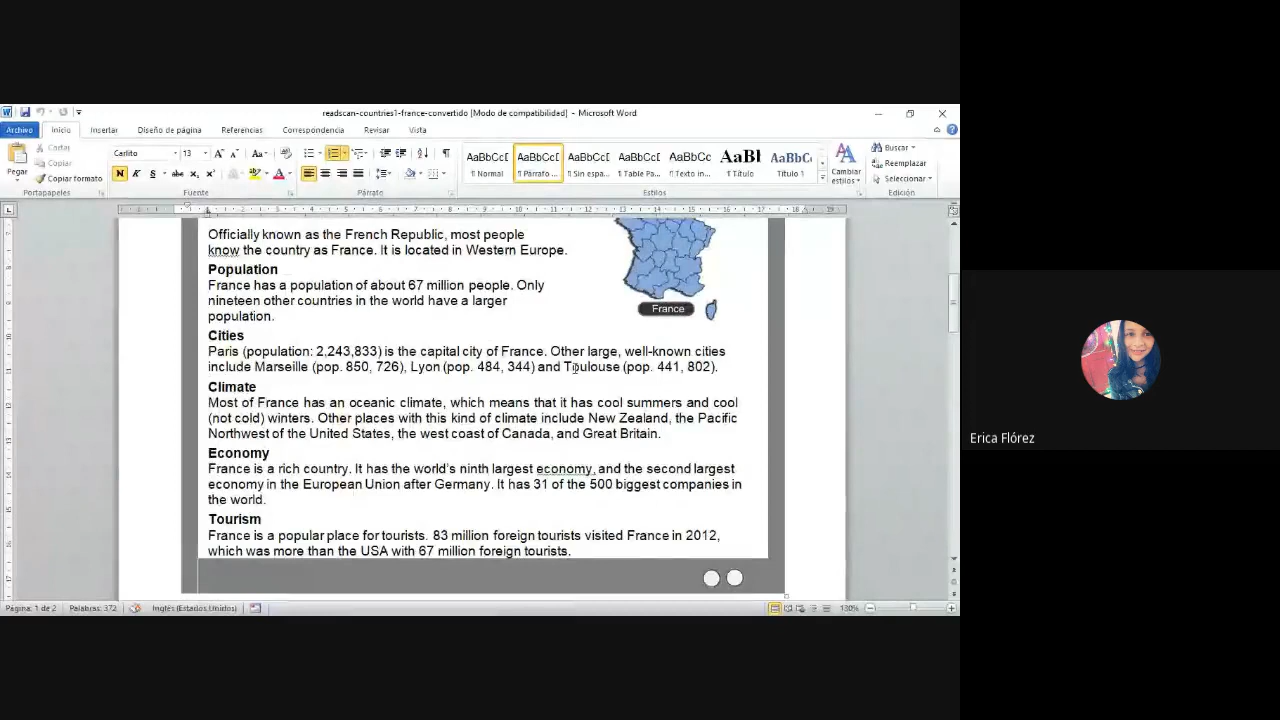 readscan-countries1-france-convertido [Modo de compatibilidad] - Microsoft Word
Archivo Inicio Insertar Diseño de página Referencias Correspondencia Revisar Vista
Cortar
Copiar
Pegar
Copiar formato
Portapapeles
Carlito 13
Fuente
Párrafo
AaBbCcI AaBbCcI AaBbCcI AaBbCcI AaBbCc AaBbl AaBbC
¶ Normal ¶ Párrafo ... ¶ Sin espa... ¶ Table Pa... ¶ Texto in... ¶ Título ¶ Título 1
Cambiar estilos
Estilos
Buscar
Reemplazar
Seleccionar
Edición
Officially known as the French Republic, most people
know the country as France. It is located in Western Europe.
Population
France has a population of about 67 million people. Only
nineteen other countries in the world have a larger
population.
France
Cities
Paris (population: 2,243,833) is the capital city of France. Other large, well-known cities
include Marseille (pop. 850, 726), Lyon (pop. 484, 344) and Toulouse (pop. 441, 802).
Climate
Most of France has an oceanic climate, which means that it has cool summers and cool
(not cold) winters. Other places with this kind of climate include New Zealand, the Pacific
Northwest of the United States, the west coast of Canada, and Great Britain.
Economy
France is a rich country. It has the world's ninth largest economy, and the second largest
economy in the European Union after Germany. It has 31 of the 500 biggest companies in
the world.
Tourism
France is a popular place for tourists. 83 million foreign tourists visited France in 2012,
which was more than the USA with 67 million foreign tourists.
Página: 1 de 2 Palabras: 372 Inglés (Estados Unidos) 130%
Erica Flórez